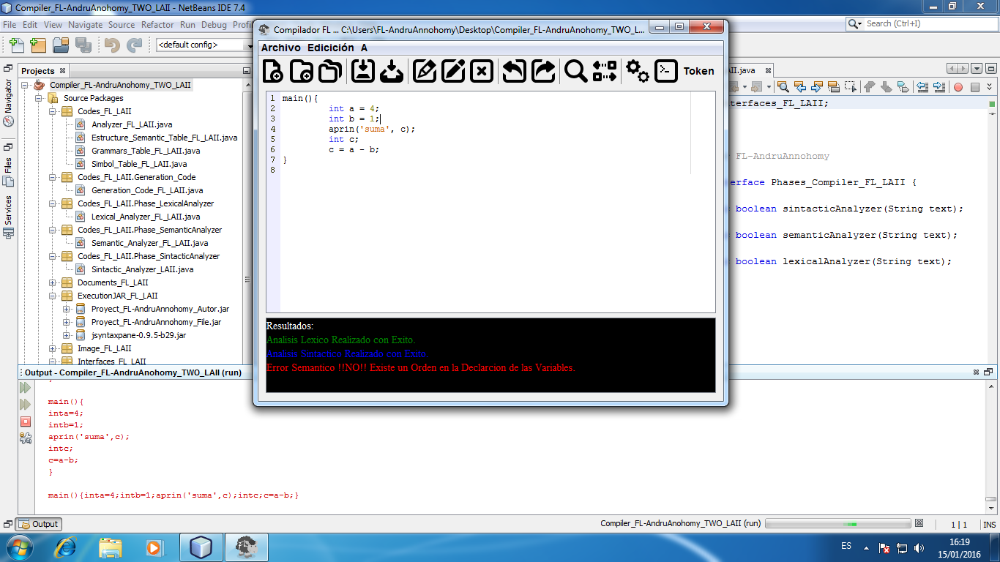 Compiler_FL-AndruAnohomy_TWO_LAII - NetBeans IDE 7.4
File Edit View Navigate Source Refactor Run Debug Profi
Search (Ctrl+I)
<default config>
Projects
Navigator
Files
Services
Compiler_FL-AndruAnohomy_TWO_LAII
Source Packages
Codes_FL_LAII
Analyzer_FL_LAII.java
Estructure_Semantic_Table_FL_LAII.java
Grammars_Table_FL_LAII.java
Simbol_Table_FL_LAII.java
Codes_FL_LAII.Generation_Code
Generation_Code_FL_LAII.java
Codes_FL_LAII.Phase_LexicalAnalyzer
Lexical_Analyzer_FL_LAII.java
Codes_FL_LAII.Phase_SemanticAnalyzer
Semantic_Analyzer_FL_LAII.java
Codes_FL_LAII.Phase_SintacticAnalyzer
Sintactic_Analyzer_LAII.java
Documents_FL_LAII
ExecutionJAR_FL_LAII
Proyect_FL-AndruAnnohomy_Autor.jar
Proyect_FL-AndruAnnohomy_File.jar
jsyntaxpane-0.9.5-b29.jar
Image_FL_LAII
Interfaces_FL_LAII
Compilador FL ... C:\Users\FL-AndruAnnohomy\Desktop\Compiler_FL-AndruAnohomy_TWO_L...
Archivo Edicición A
Token
1 main(){
2 int a = 4;
3 int b = 1;
4 aprin('suma', c);
5 int c;
6 c = a - b;
7 }
8
Resultados:
Analisis Lexico Realizado con Exito.
Analisis Sintactico Realizado con Exito.
Error Semantico !!NO!! Existe un Orden en la Declarcion de las Variables.
II.java
terfaces_FL_LAII;
FL-AndruAnnohomy
erface Phases_Compiler_FL_LAII {
boolean sintacticAnalyzer(String text);
boolean semanticAnalyzer(String text);
boolean lexicalAnalyzer(String text);
Output - Compiler_FL-AndruAnohomy_TWO_LAII (run)
}
main(){
inta=4;
intb=1;
aprin('suma',c);
intc;
c=a-b;
}
main(){inta=4;intb=1;aprin('suma',c);intc;c=a-b;}
Output
Compiler_FL-AndruAnohomy_TWO_LAII (run)
1 | 1
INS
ES
16:19
15/01/2016